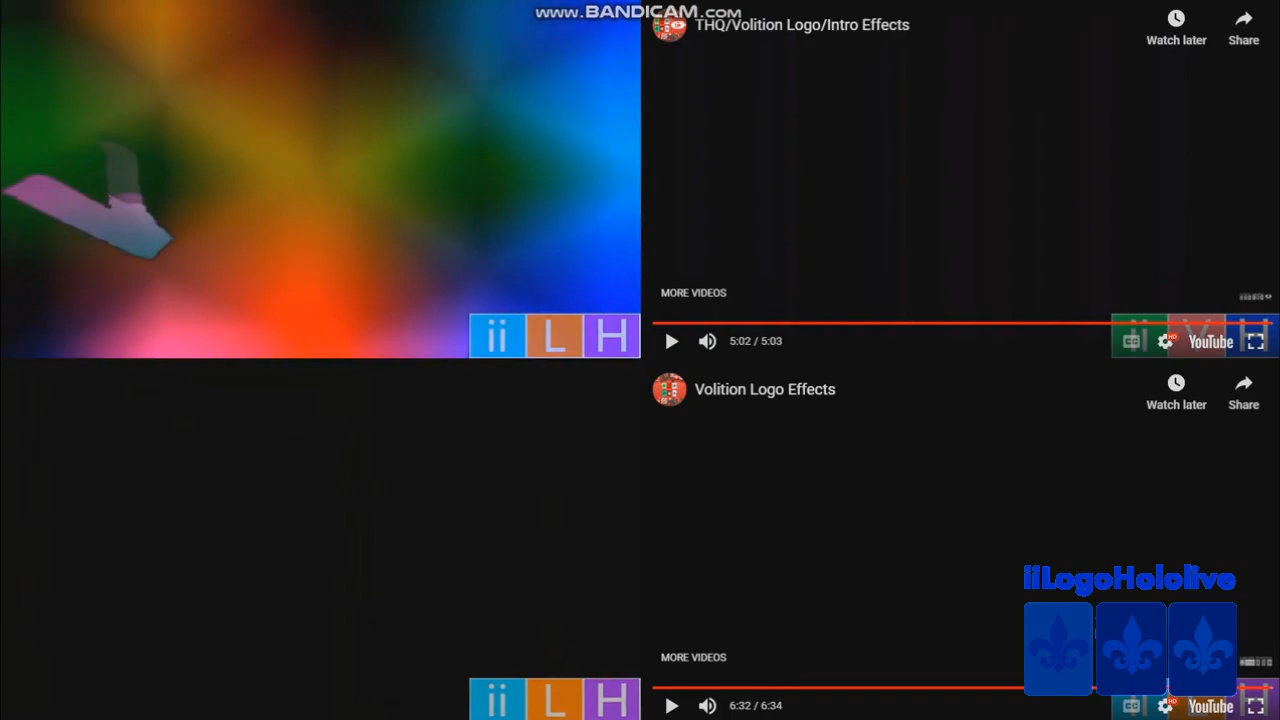 www.BANDICAM.com
THQ/Volition Logo/Intro Effects
Watch later
Share
MORE VIDEOS
ii L H
5:02 / 5:03
YouTube
Volition Logo Effects
Watch later
Share
iiLogoHololive
MORE VIDEOS
ii L H
6:32 / 6:34
YouTube